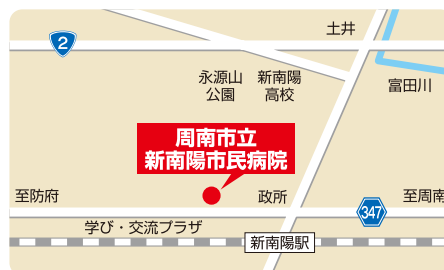 土井
2
永源山
公園
新南陽
高校
富田川
周南市立
新南陽市民病院
至防府
政所
347
至周南
学び・交流プラザ
新南陽駅